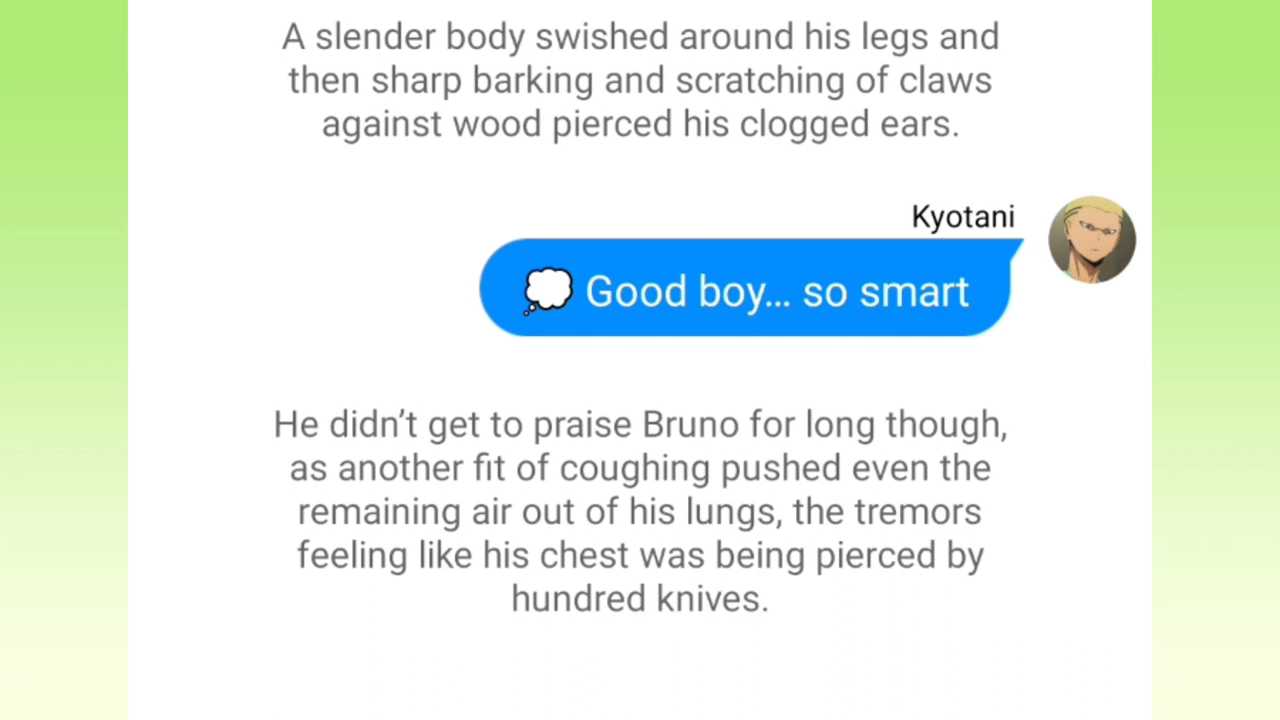 A slender body swished around his legs and
then sharp barking and scratching of claws
against wood pierced his clogged ears.
Kyotani
💭 Good boy... so smart
He didn’t get to praise Bruno for long though,
as another fit of coughing pushed even the
remaining air out of his lungs, the tremors
feeling like his chest was being pierced by
hundred knives.